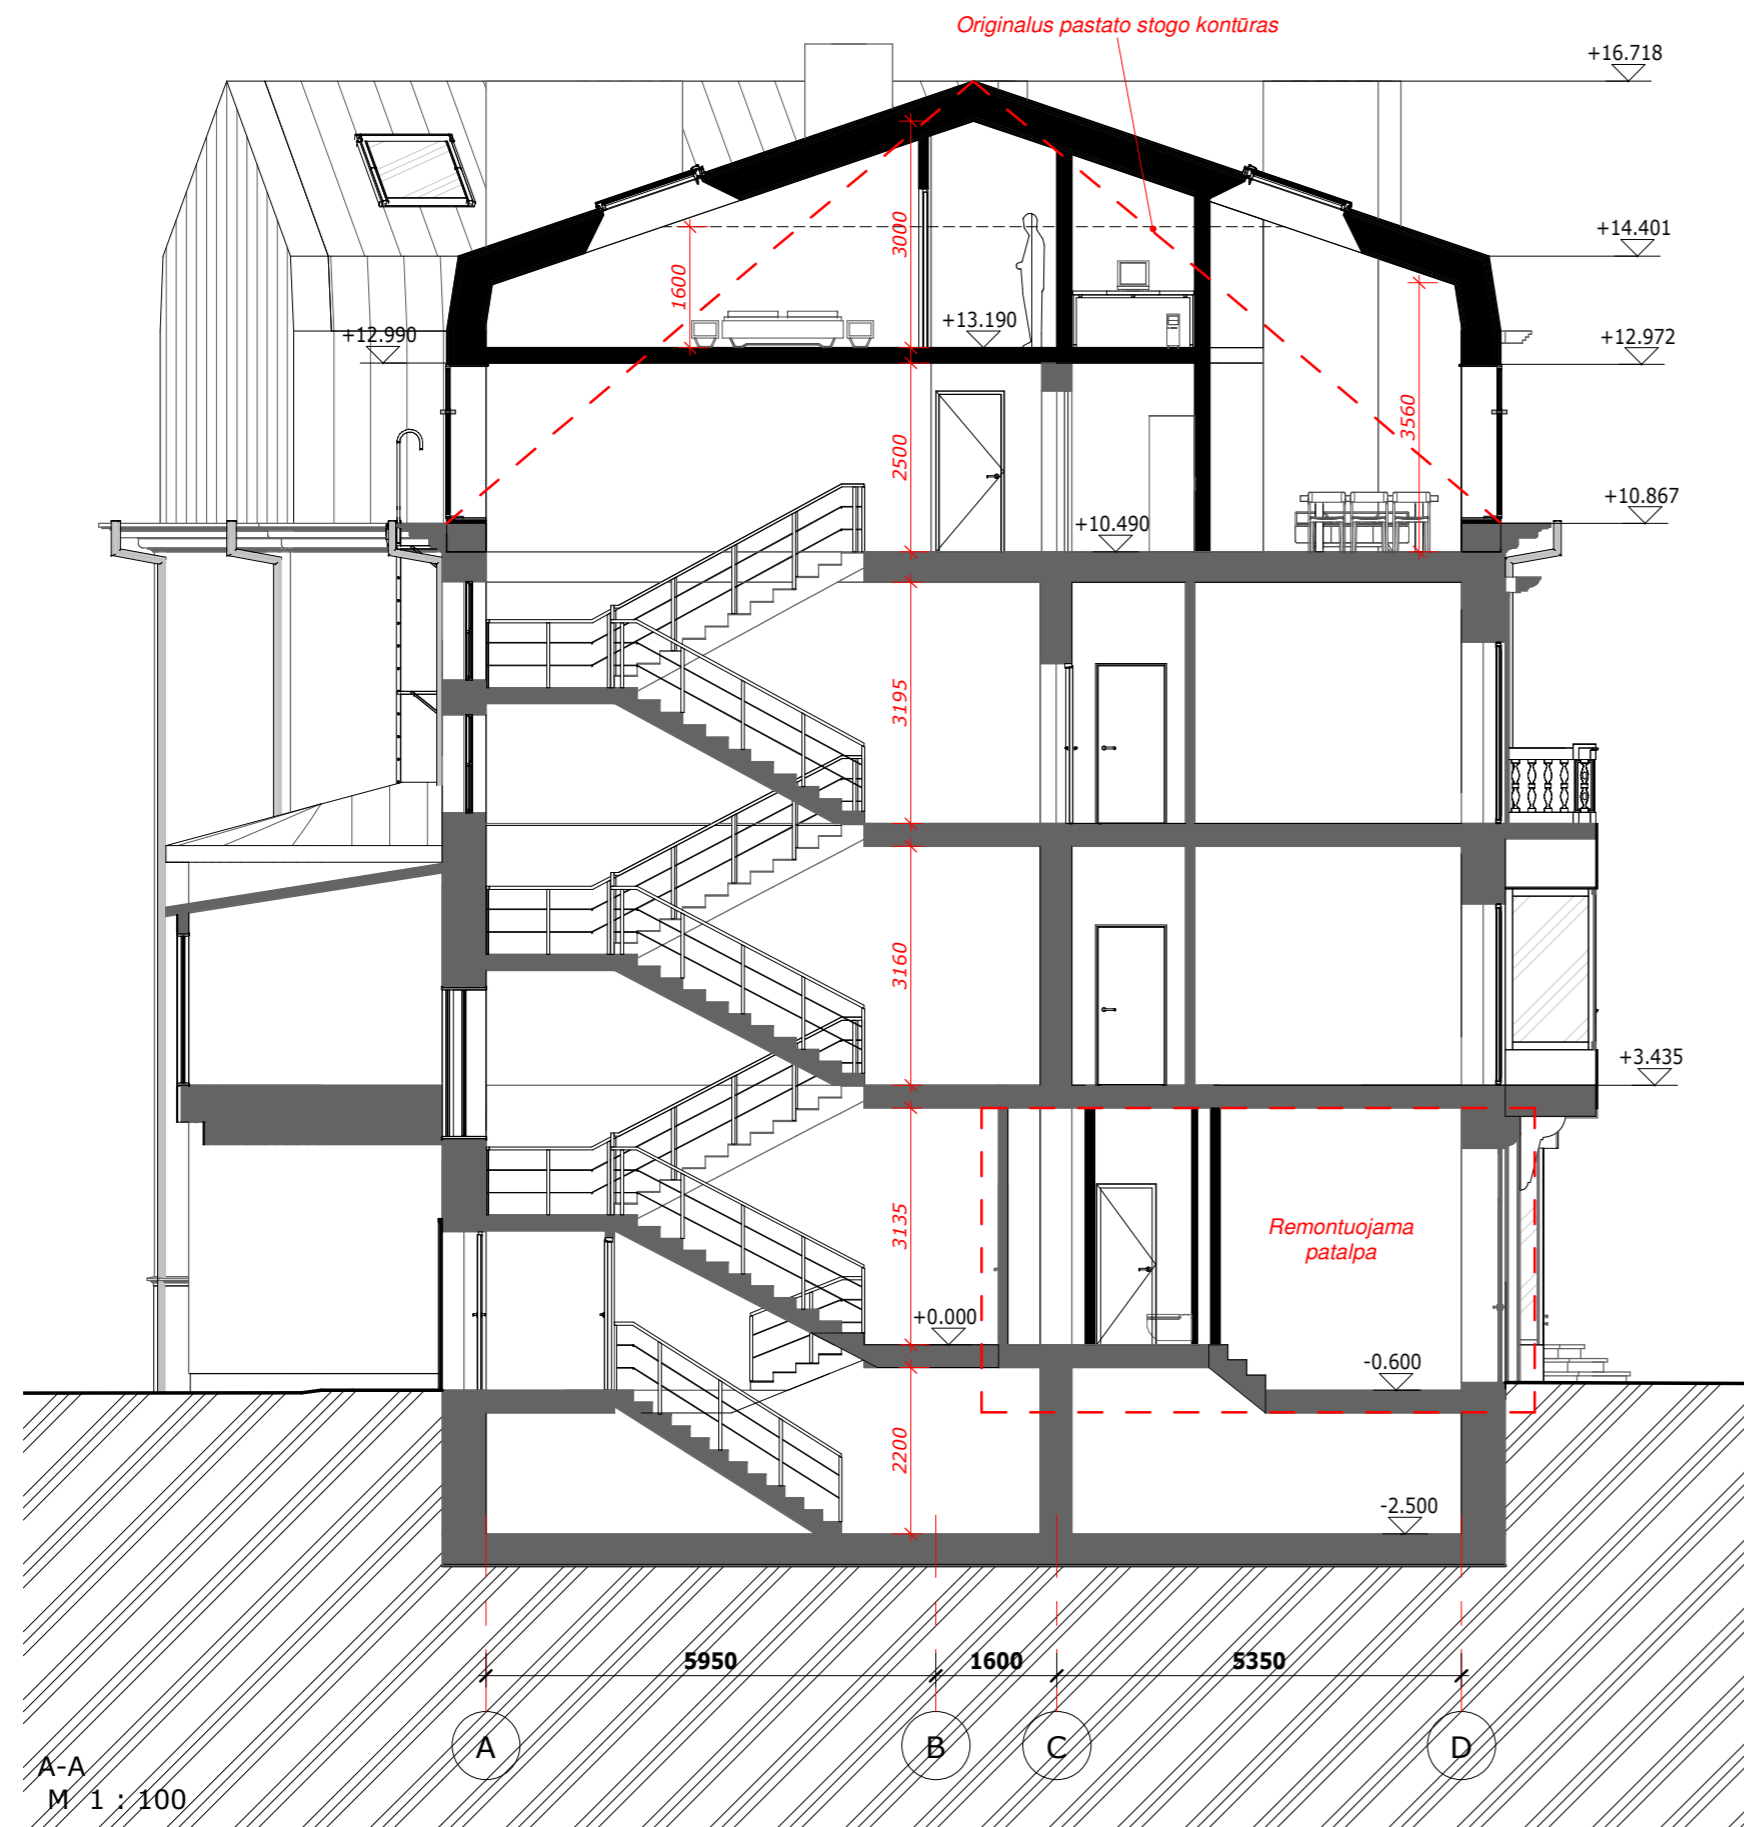 Originalus pastato stogo kontūras
+16.718
+14.401
3000
1600
+13.190
+12.990
+12.972
3560
2500
+10.867
+10.490
3195
3160
+3.435
3135
Remontuojama
patalpa
+0.000
-0.600
2200
-2.500
5950
1600
5350
A
B
C
D
A-A
M 1 : 100